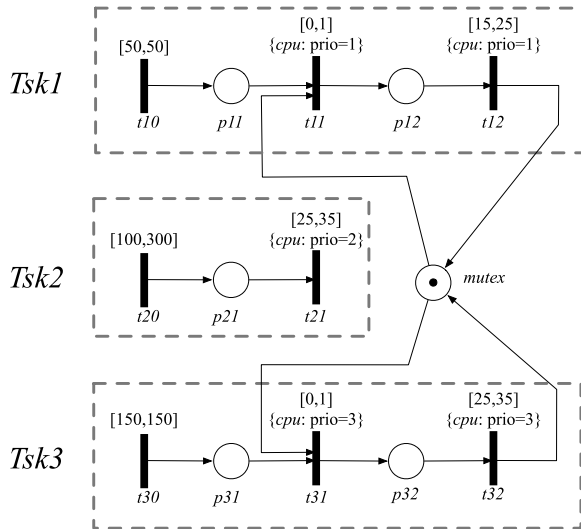 [0,1] [15,25]
[50,50] {cpu: prio=1} {cpu: prio=1}
Tsk1
t10 p11 t11 p12 t12
[25,35]
[100,300] {cpu: prio=2}
Tsk2 mutex
t20 p21 t21
[0,1] [25,35]
[150,150] {cpu: prio=3} {cpu: prio=3}
Tsk3
t30 p31 t31 p32 t32